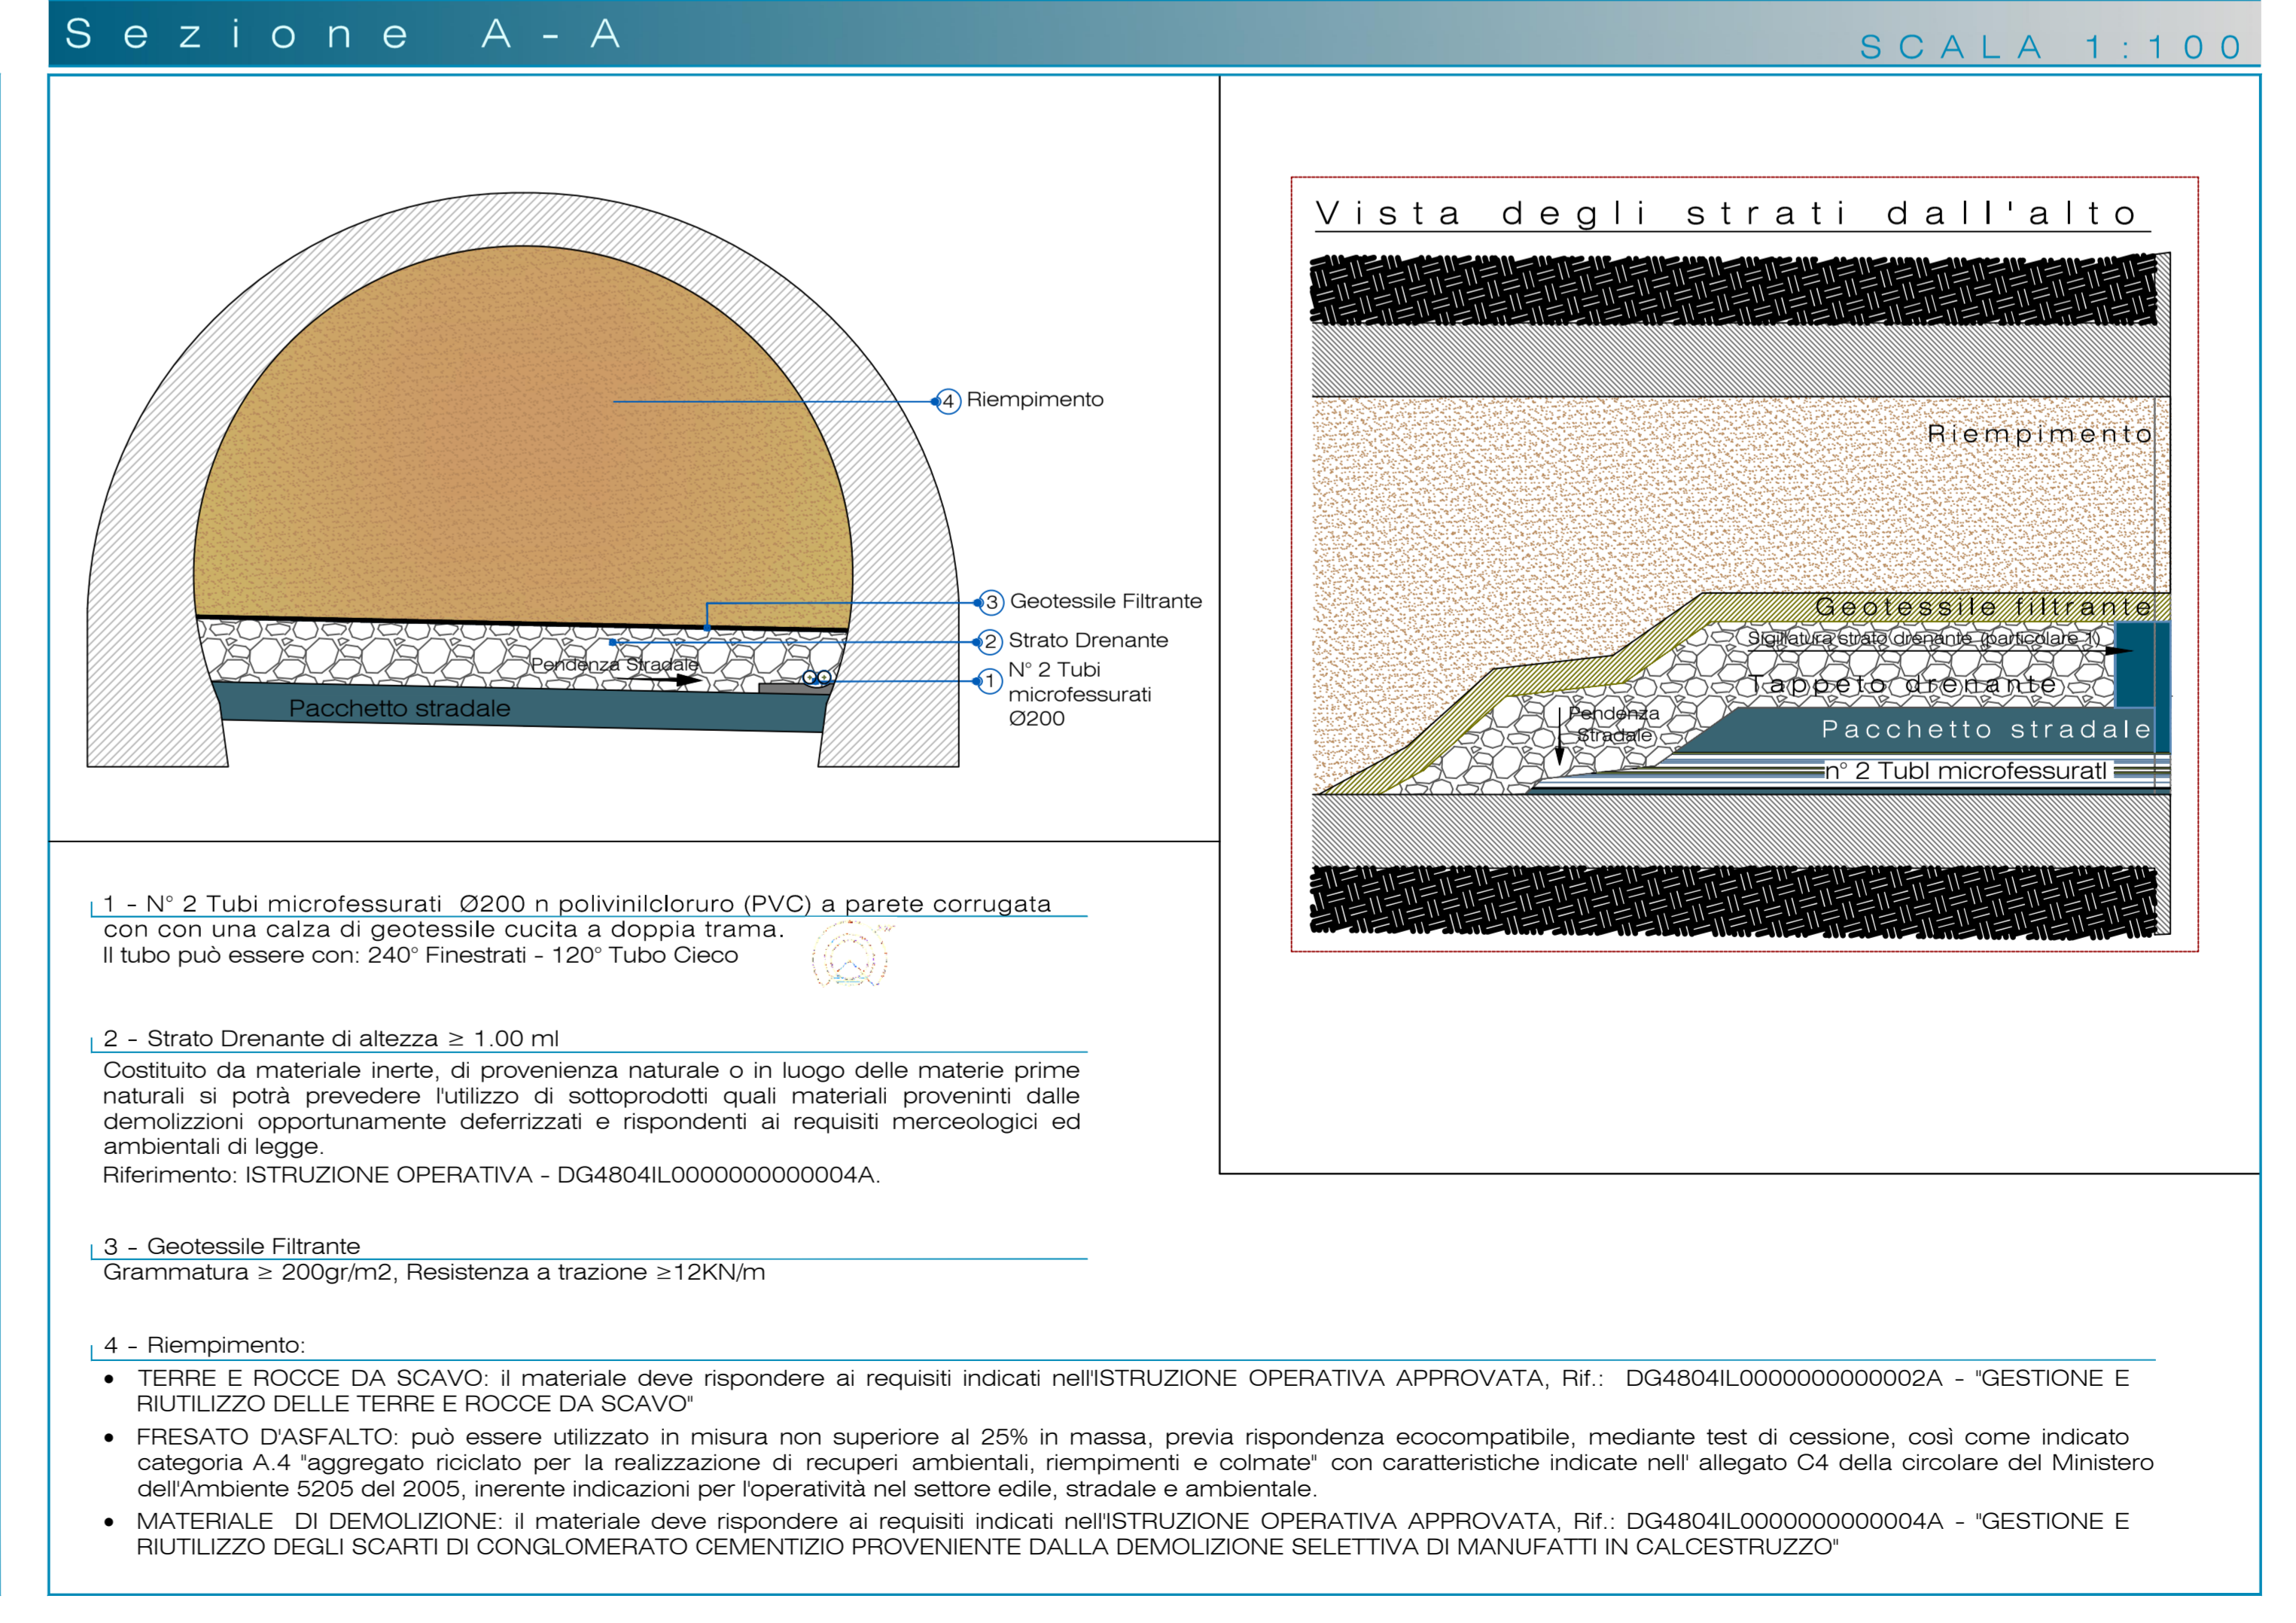 Sezione A-A
SCALA 1:100
4 Riempimento
3 Geotessile Filtrante
2 Strato Drenante
1 N° 2 Tubi
microfessurati
Ø200
Pendenza Stradale
Pacchetto stradale
Vista degli strati dall'alto
Riempimento
Geotessile filtrante
Sigillatura strato drenante (particolare 1)
Tappeto drenante
Pendenza
Stradale
Pacchetto stradale
n° 2 TubI microfessuratI
1 - N° 2 Tubi microfessurati Ø200 n polivinilcloruro (PVC) a parete corrugata
con con una calza di geotessile cucita a doppia trama.
Il tubo può essere con: 240° Finestrati - 120° Tubo Cieco
2 - Strato Drenante di altezza ≥ 1.00 ml
Costituito da materiale inerte, di provenienza naturale o in luogo delle materie prime
naturali si potrà prevedere l'utilizzo di sottoprodotti quali materiali proveninti dalle
demolizzioni opportunamente deferrizzati e rispondenti ai requisiti merceologici ed
ambientali di legge.
Riferimento: ISTRUZIONE OPERATIVA - DG4804IL0000000000004A.
3 - Geotessile Filtrante
Grammatura ≥ 200gr/m2, Resistenza a trazione ≥12KN/m
4 - Riempimento:
• TERRE E ROCCE DA SCAVO: il materiale deve rispondere ai requisiti indicati nell'ISTRUZIONE OPERATIVA APPROVATA, Rif.: DG4804IL0000000000002A - "GESTIONE E
RIUTILIZZO DELLE TERRE E ROCCE DA SCAVO"
• FRESATO D'ASFALTO: può essere utilizzato in misura non superiore al 25% in massa, previa rispondenza ecocompatibile, mediante test di cessione, così come indicato
categoria A.4 "aggregato riciclato per la realizzazione di recuperi ambientali, riempimenti e colmate" con caratteristiche indicate nell' allegato C4 della circolare del Ministero
dell'Ambiente 5205 del 2005, inerente indicazioni per l'operatività nel settore edile, stradale e ambientale.
• MATERIALE DI DEMOLIZIONE: il materiale deve rispondere ai requisiti indicati nell'ISTRUZIONE OPERATIVA APPROVATA, Rif.: DG4804IL0000000000004A - "GESTIONE E
RIUTILIZZO DEGLI SCARTI DI CONGLOMERATO CEMENTIZIO PROVENIENTE DALLA DEMOLIZIONE SELETTIVA DI MANUFATTI IN CALCESTRUZZO"